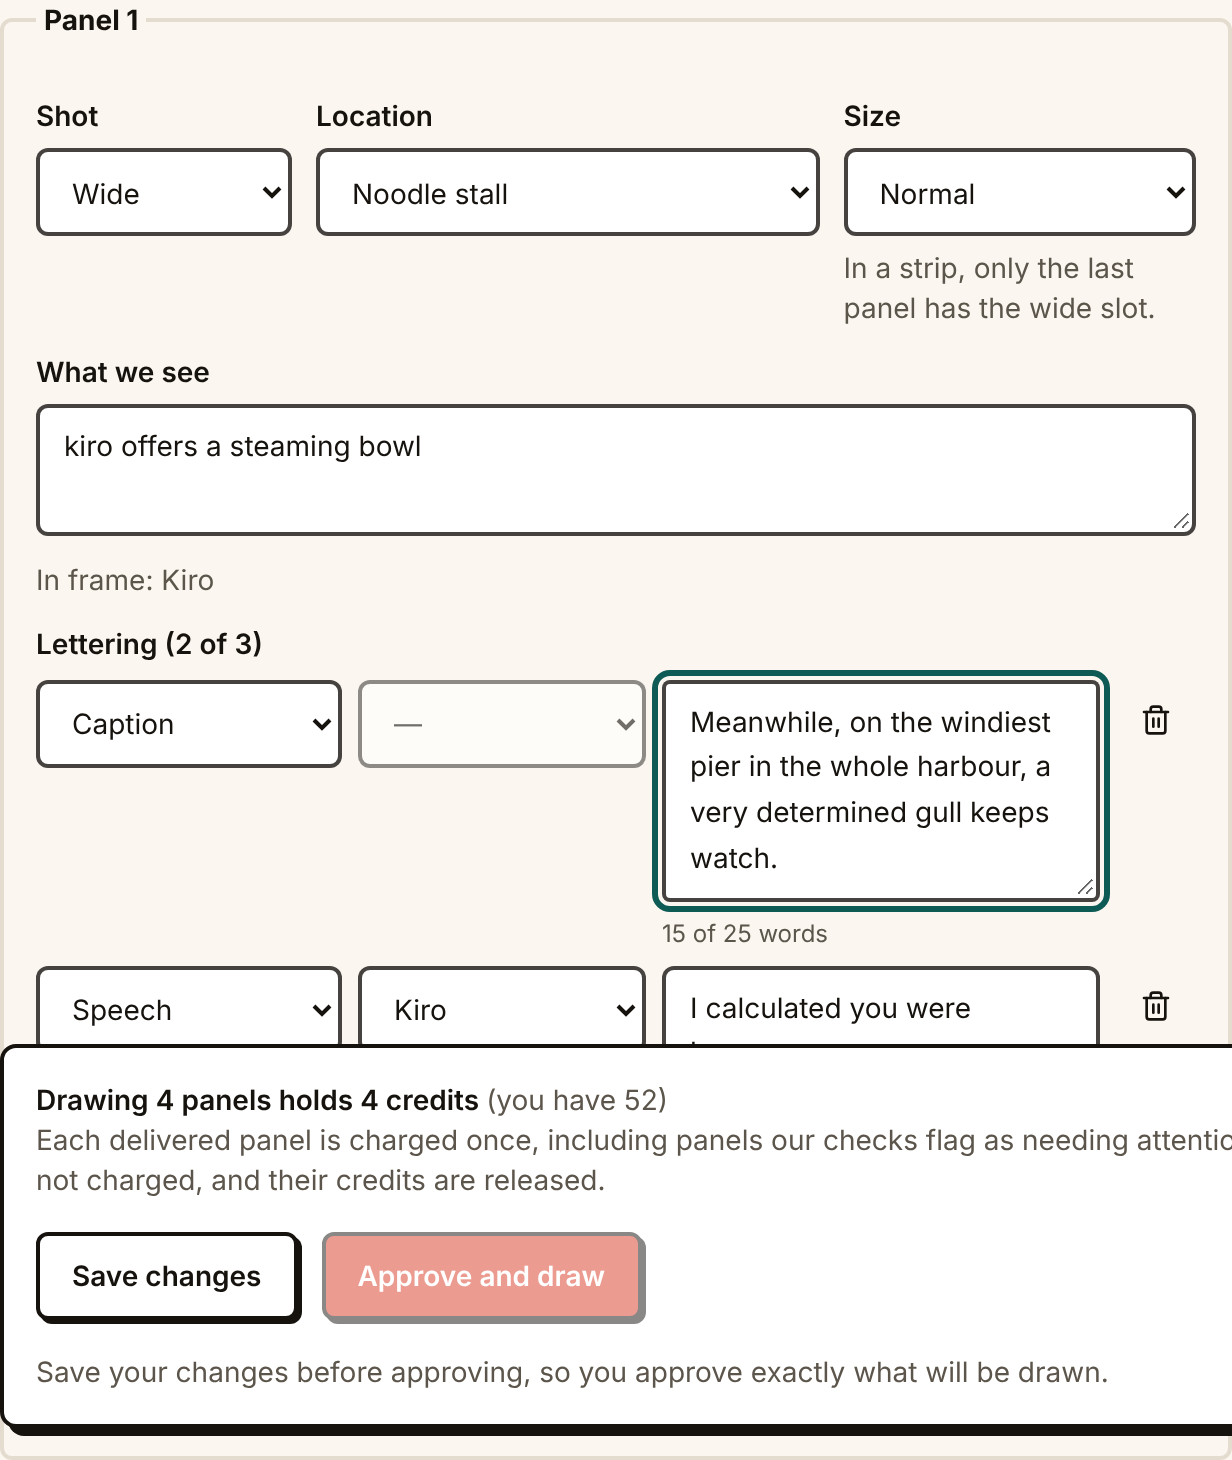 Panel 1
Shot
Location
Size
Wide
Noodle stall
Normal
In a strip, only the last
panel has the wide slot.
What we see
kiro offers a steaming bowl
In frame: Kiro
Lettering (2 of 3)
Caption
—
Meanwhile, on the windiest
pier in the whole harbour, a
very determined gull keeps
watch.
15 of 25 words
Speech
Kiro
I calculated you were
Drawing 4 panels holds 4 credits (you have 52)
Each delivered panel is charged once, including panels our checks flag as needing
not charged, and their credits are released.
Save changes
Approve and draw
Save your changes before approving, so you approve exactly what will be drawn.